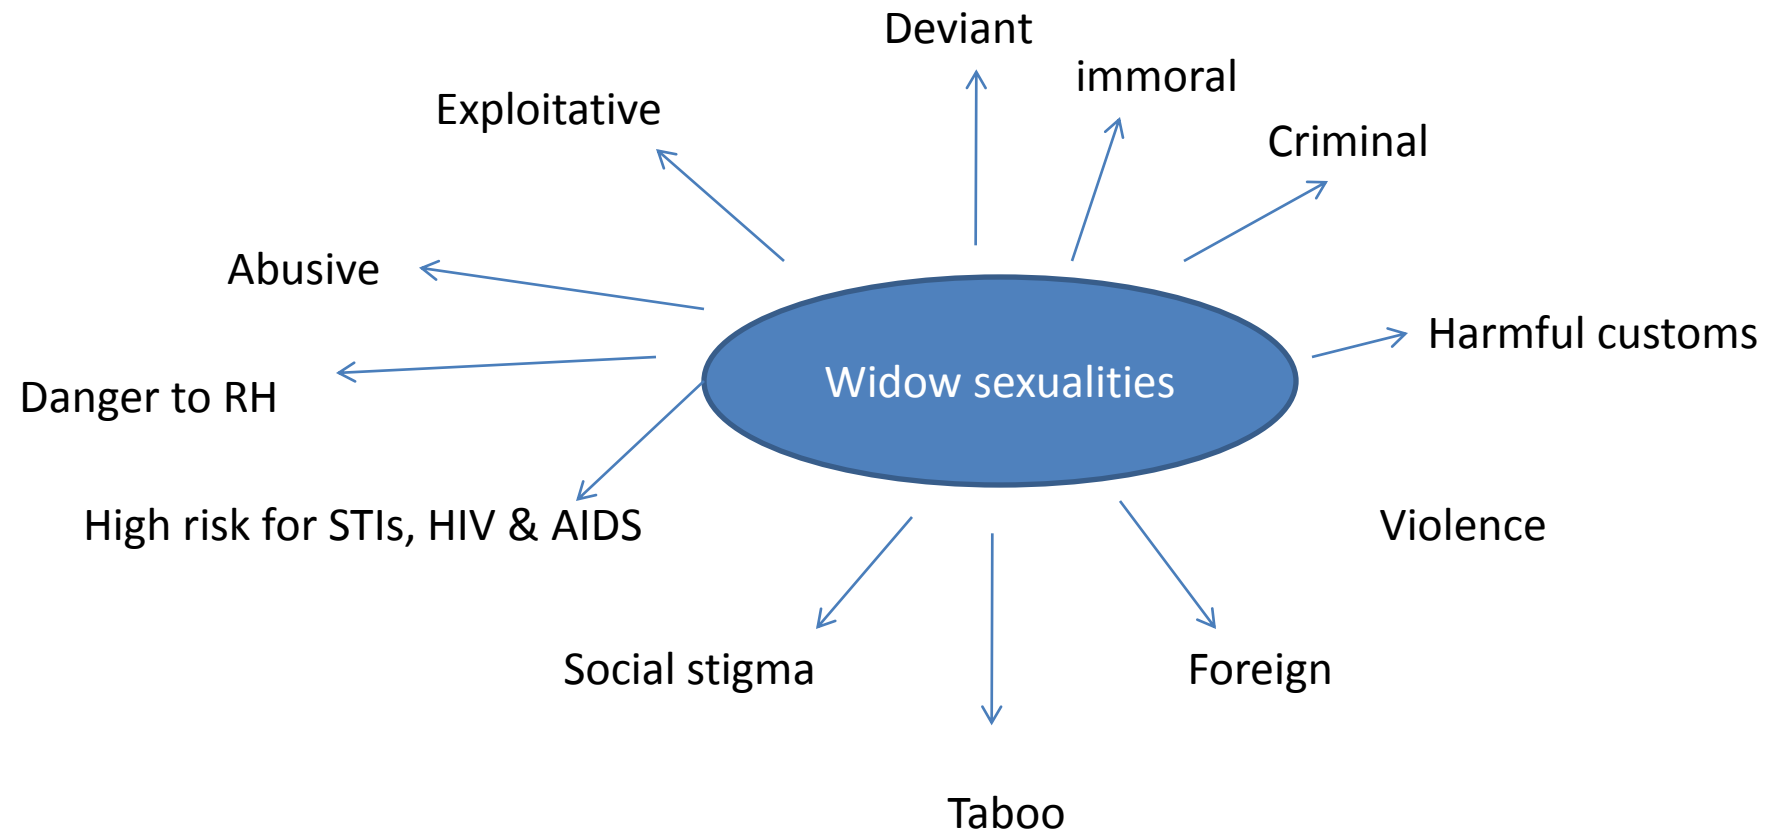 Deviant
immoral
Exploitative
Criminal
Abusive
Harmful customs
Widow sexualities
Danger to RH
High risk for STIs, HIV & AIDS
Violence
Social stigma
Foreign
Taboo